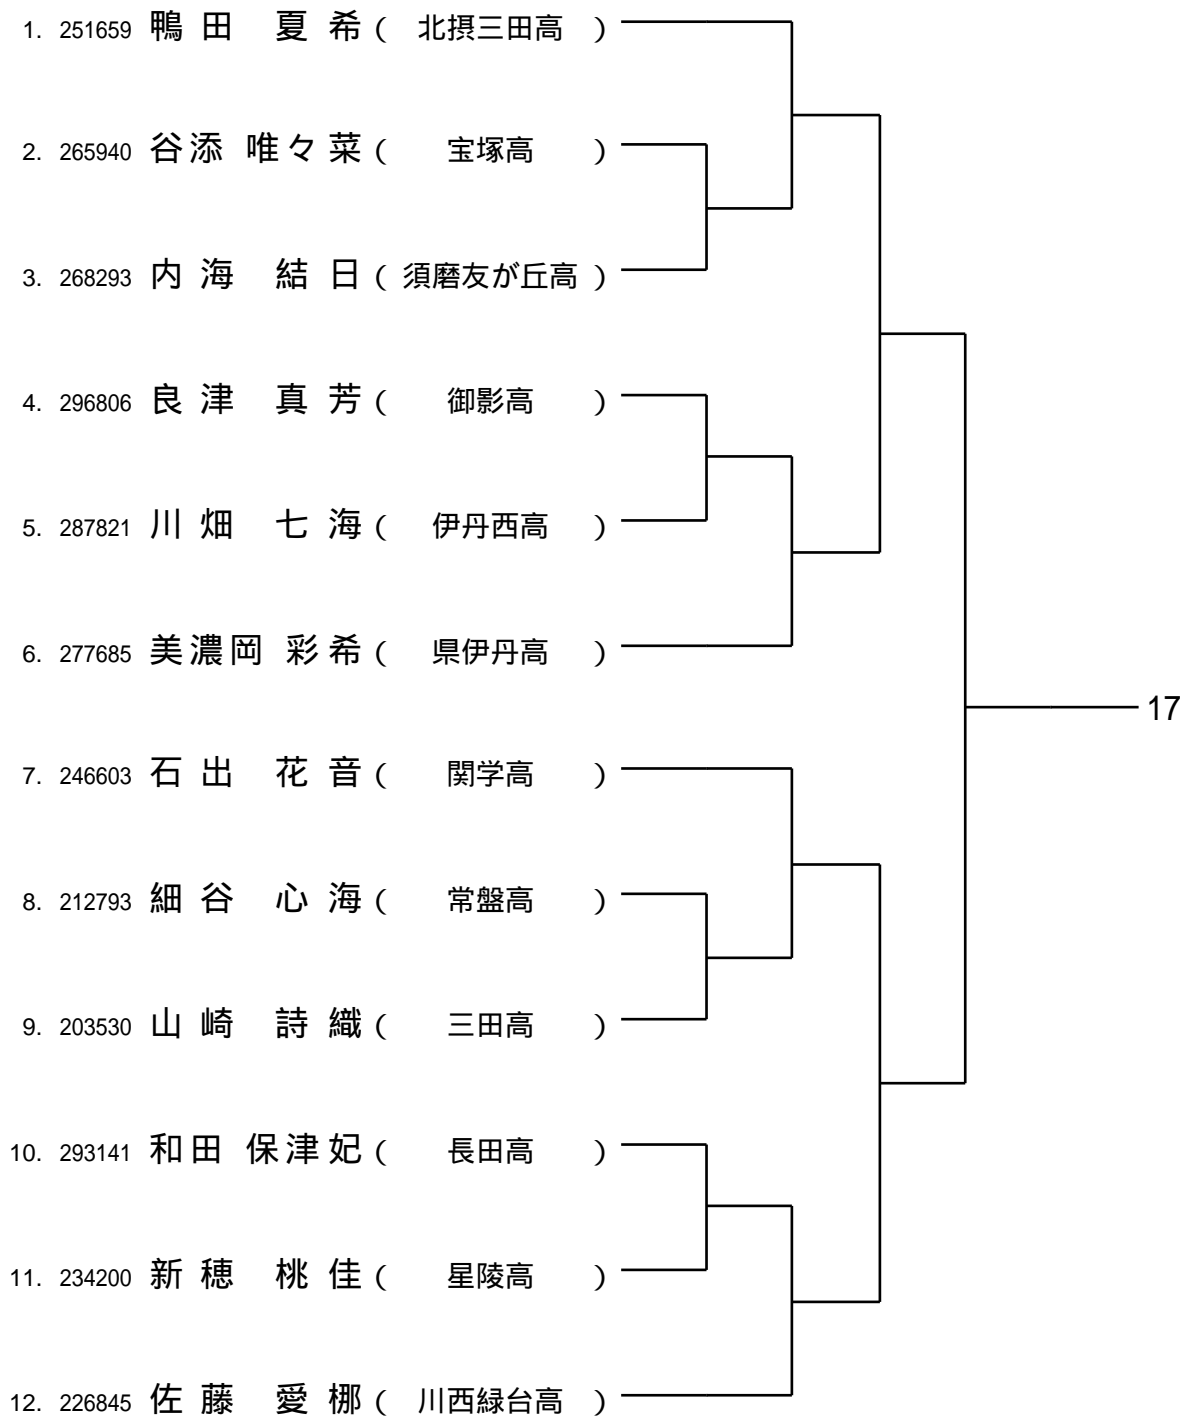 1. 251659 鴨田 夏希 ( 北摂三田高 )
2. 265940 谷添 唯々菜 ( 宝塚高 )
3. 268293 内海 結日 ( 須磨友が丘高 )
4. 296806 良津 真芳 ( 御影高 )
5. 287821 川畑 七海 ( 伊丹西高 )
6. 277685 美濃岡 彩希 ( 県伊丹高 )
17
7. 246603 石出 花音 ( 関学高 )
8. 212793 細谷 心海 ( 常盤高 )
9. 203530 山崎 詩織 ( 三田高 )
10. 293141 和田 保津妃 ( 長田高 )
11. 234200 新穂 桃佳 ( 星陵高 )
12. 226845 佐藤 愛梛 ( 川西緑台高 )